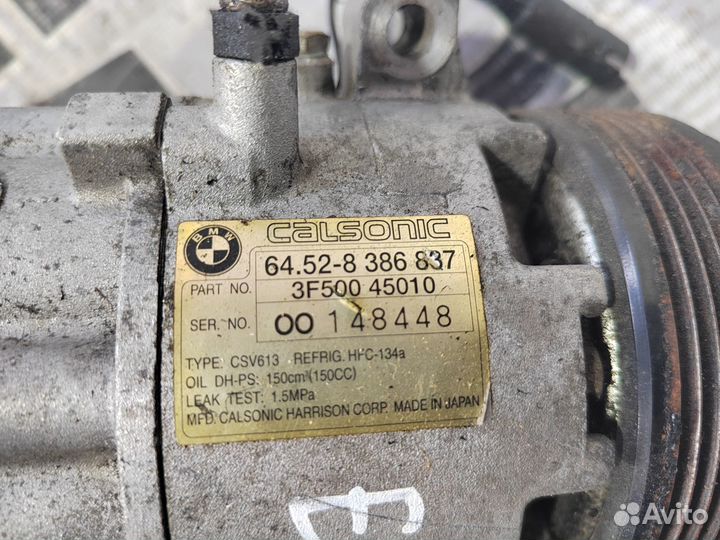 BMW
CALSONIC
64.52-8 386 837
PART NO. 3F500 45010
SER. NO. 00 148448
TYPE: CSV613 REFRIG. HFC-134a
OIL DH-PS: 150cm³(150CC)
LEAK TEST: 1.5MPa
MFD. CALSONIC HARRISON CORP. MADE IN JAPAN
Avito